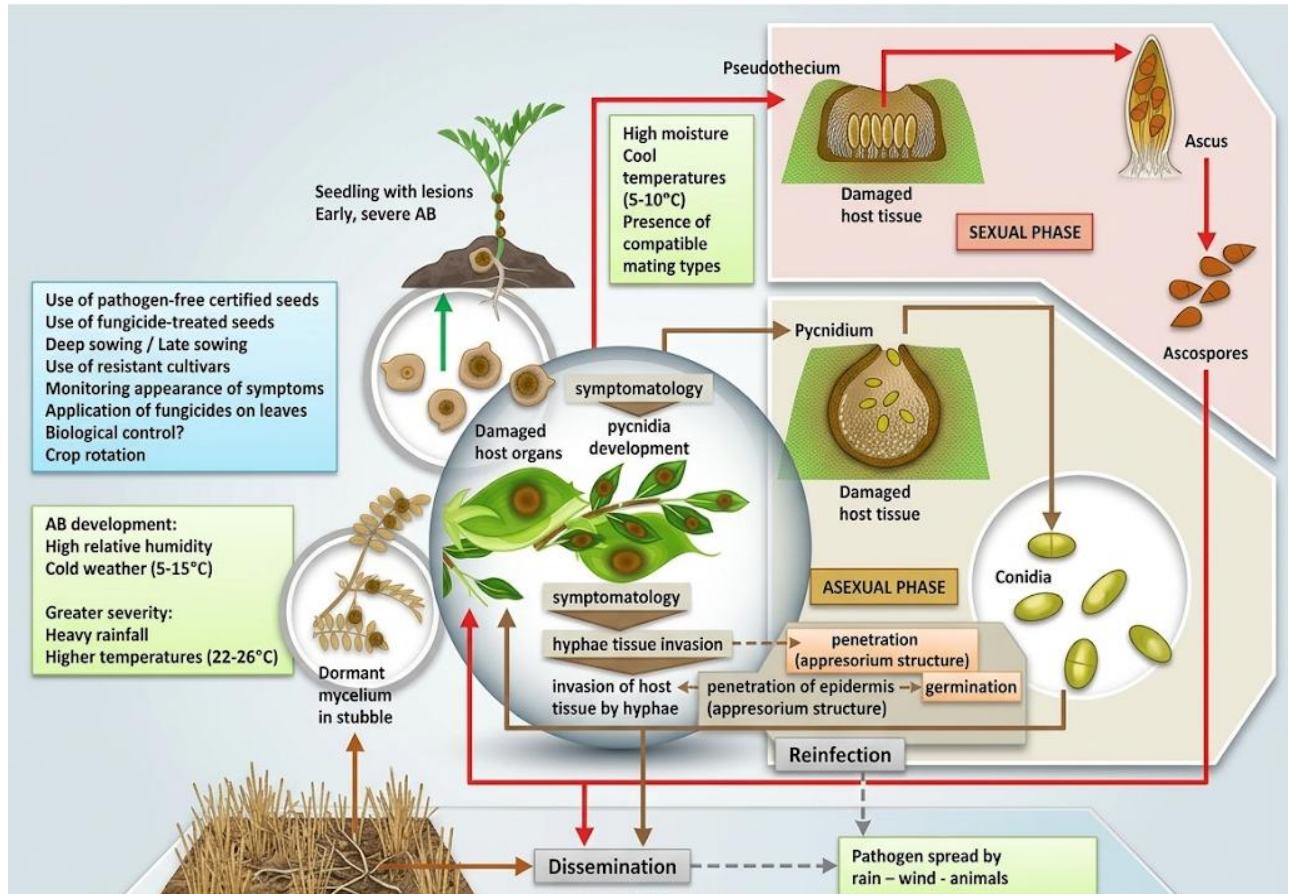 Pseudothecium
Damaged
host tissue
SEXUAL PHASE
Ascus
Ascospores
High moisture
Cool
temperatures
(5-10°C)
Presence of
compatible
mating types
Seedling with lesions
Early, severe AB
Use of pathogen-free certified seeds
Use of fungicide-treated seeds
Deep sowing / Late sowing
Use of resistant cultivars
Monitoring appearance of symptoms
Application of fungicides on leaves
Biological control?
Crop rotation
AB development:
High relative humidity
Cold weather (5-15°C)
Greater severity:
Heavy rainfall
Higher temperatures (22-26°C)
Dormant
mycelium
in stubble
symptomatology
pycnidia
development
Damaged
host organs
symptomatology
hyphae tissue invasion
invasion of host
tissue by hyphae
penetration
(appresorium structure)
penetration of epidermis
(appresorium structure)
germination
Pycnidium
Damaged
host tissue
ASEXUAL PHASE
Conidia
Reinfection
Dissemination
Pathogen spread by
rain – wind - animals